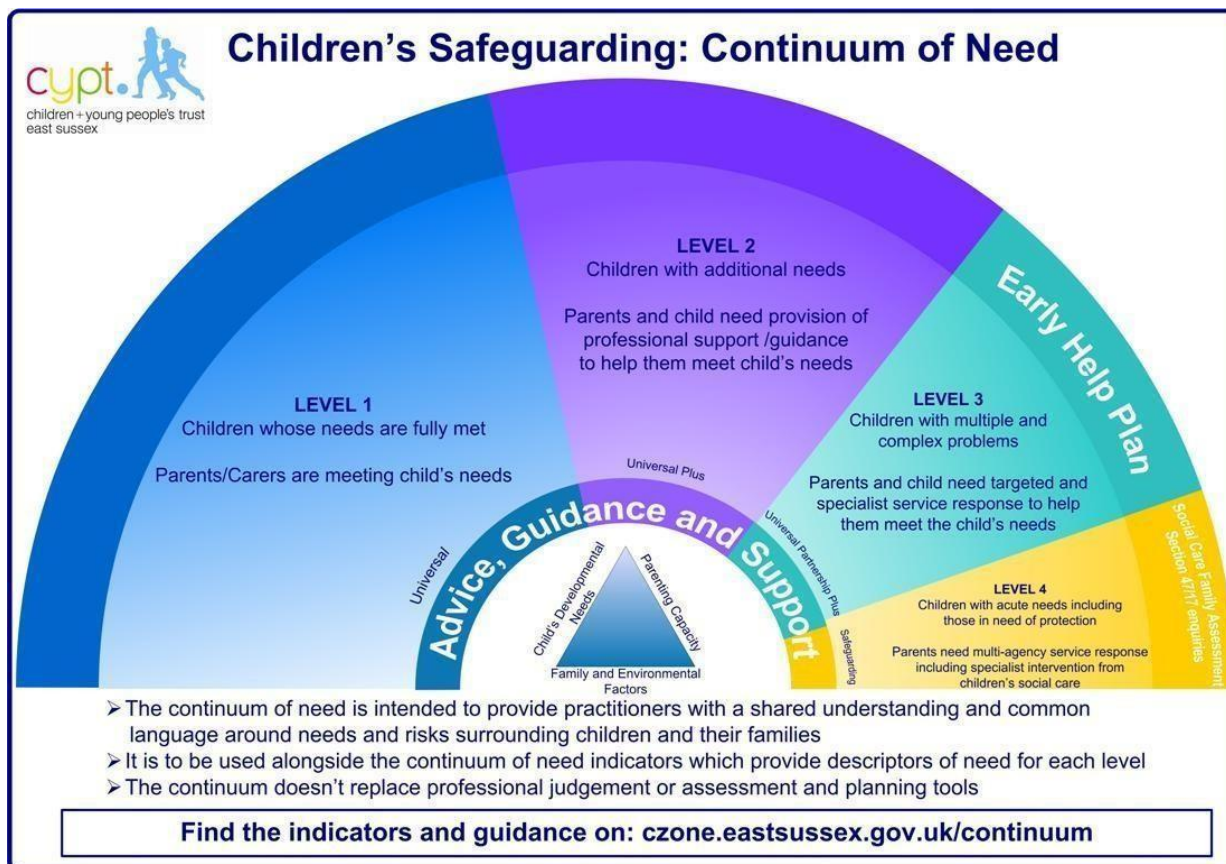 Children's Safeguarding: Continuum of Need
cypt.
children + young people's trust
east sussex
LEVEL 1
Children whose needs are fully met
Parents/Carers are meeting child's needs
LEVEL 2
Children with additional needs
Parents and child need provision of
professional support /guidance
to help them meet child's needs
LEVEL 3
Children with multiple and
complex problems
Parents and child need targeted and
specialist service response to help
them meet the child's needs
LEVEL 4
Children with acute needs including
those in need of protection
Parents need multi-agency service response
including specialist intervention from
children's social care
Early Help Plan
Social Care Family Assessment
Section 47/17 enquiries
Universal
Universal Plus
Universal Partnership Plus
Safeguarding
Advice, Guidance and Support
Child's Developmental
Needs
Parenting Capacity
Family and Environmental
Factors
➢ The continuum of need is intended to provide practitioners with a shared understanding and common
language around needs and risks surrounding children and their families
➢ It is to be used alongside the continuum of need indicators which provide descriptors of need for each level
➢ The continuum doesn't replace professional judgement or assessment and planning tools
Find the indicators and guidance on: czone.eastsussex.gov.uk/continuum